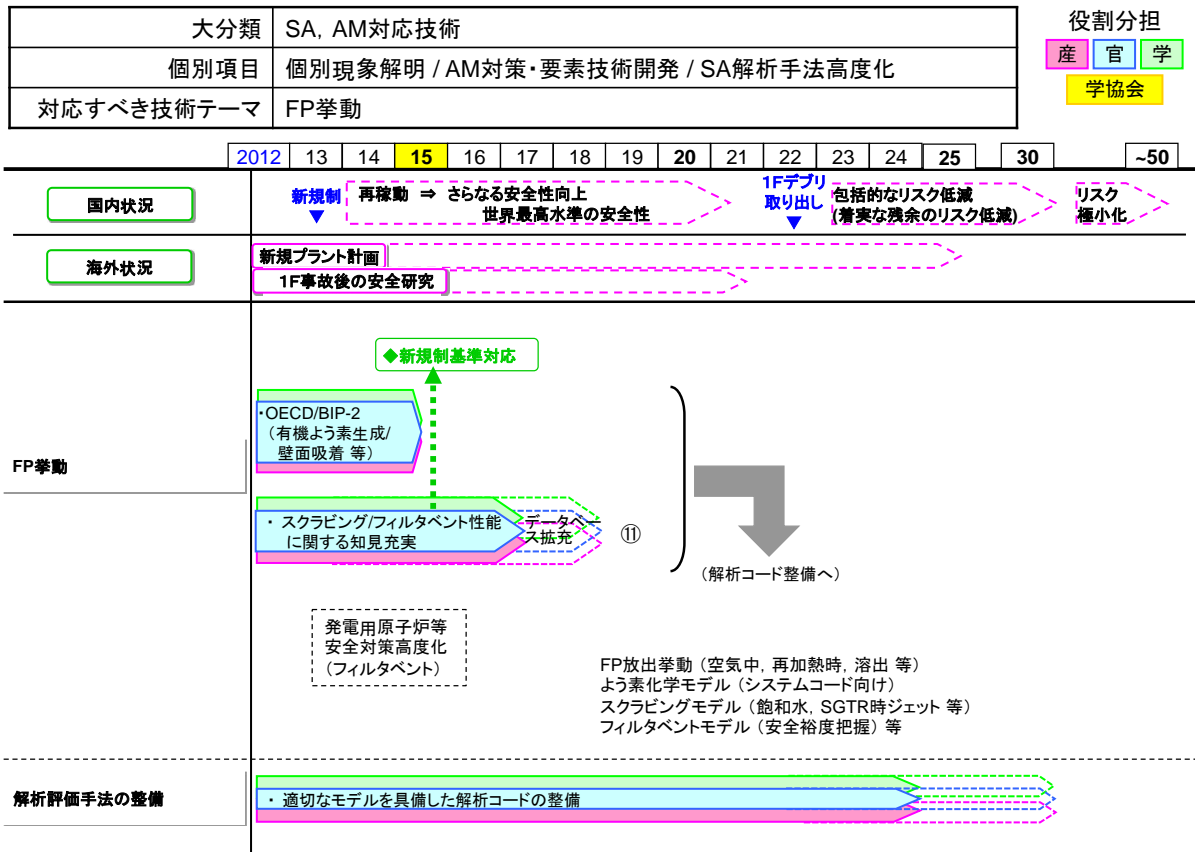 大分類 SA, AM対応技術
個別項目 個別現象解明 / AM対策・要素技術開発 / SA解析手法高度化
対応すべき技術テーマ FP挙動
役割分担
産 官 学
学協会
2012 13 14 15 16 17 18 19 20 21 22 23 24 25 30 ~50
国内状況
新規制
再稼動 ⇒ さらなる安全性向上
世界最高水準の安全性
1Fデブリ
取り出し
包括的なリスク低減
(着実な残余のリスク低減)
リスク
極小化
海外状況
新規プラント計画
1F事故後の安全研究
◆新規制基準対応
FP挙動
・OECD/BIP-2
(有機よう素生成/
壁面吸着 等)
・ スクラビング/フィルタベント性能
に関する知見充実
データベー
ス拡充
⑪
(解析コード整備へ)
発電用原子炉等
安全対策高度化
(フィルタベント)
FP放出挙動 (空気中, 再加熱時, 溶出 等)
よう素化学モデル (システムコード向け)
スクラビングモデル (飽和水, SGTR時ジェット 等)
フィルタベントモデル (安全裕度把握) 等
解析評価手法の整備
・ 適切なモデルを具備した解析コードの整備